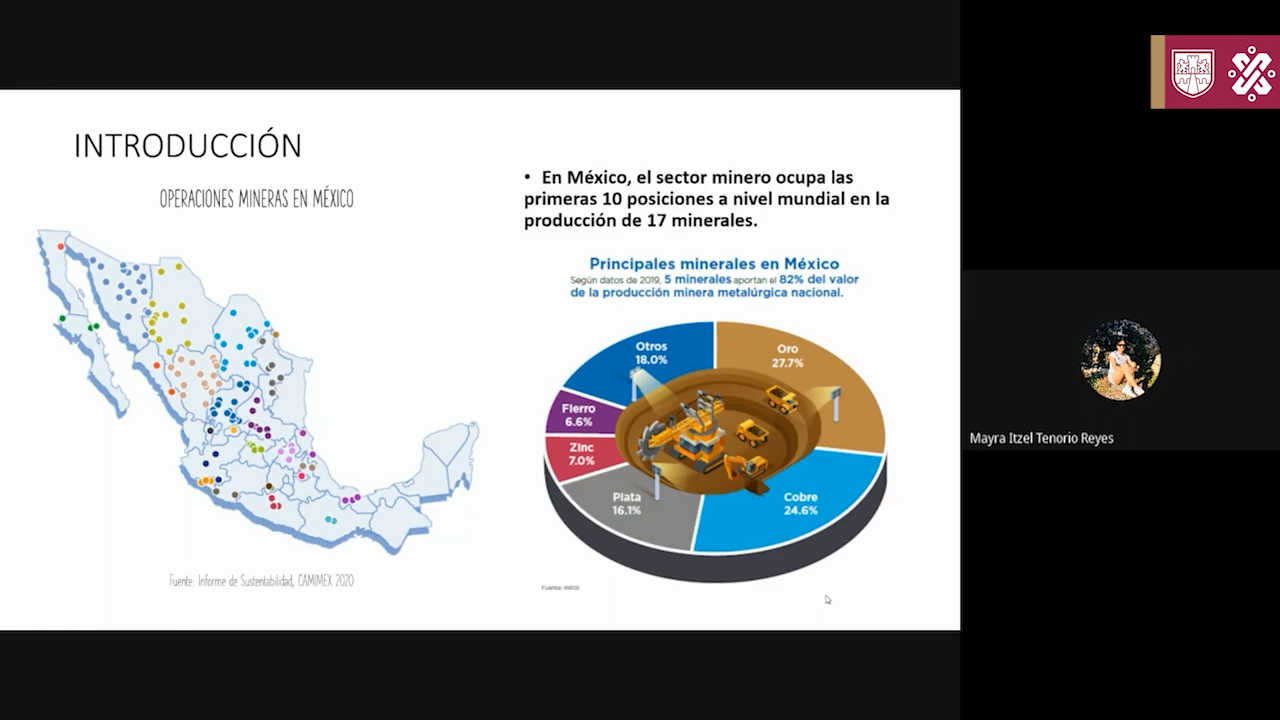 INTRODUCCIÓN
OPERACIONES MINERAS EN MÉXICO
Fuente: Informe de Sustentabilidad, CAMIMEX 2020
• En México, el sector minero ocupa las
primeras 10 posiciones a nivel mundial en la
producción de 17 minerales.
Principales minerales en México
Según datos de 2019, 5 minerales aportan el 82% del valor
de la producción minera metalúrgica nacional.
Otros
18.0%
Oro
27.7%
Fierro
6.6%
Zinc
7.0%
Plata
16.1%
Cobre
24.6%
Fuente: INEGI
Mayra Itzel Tenorio Reyes